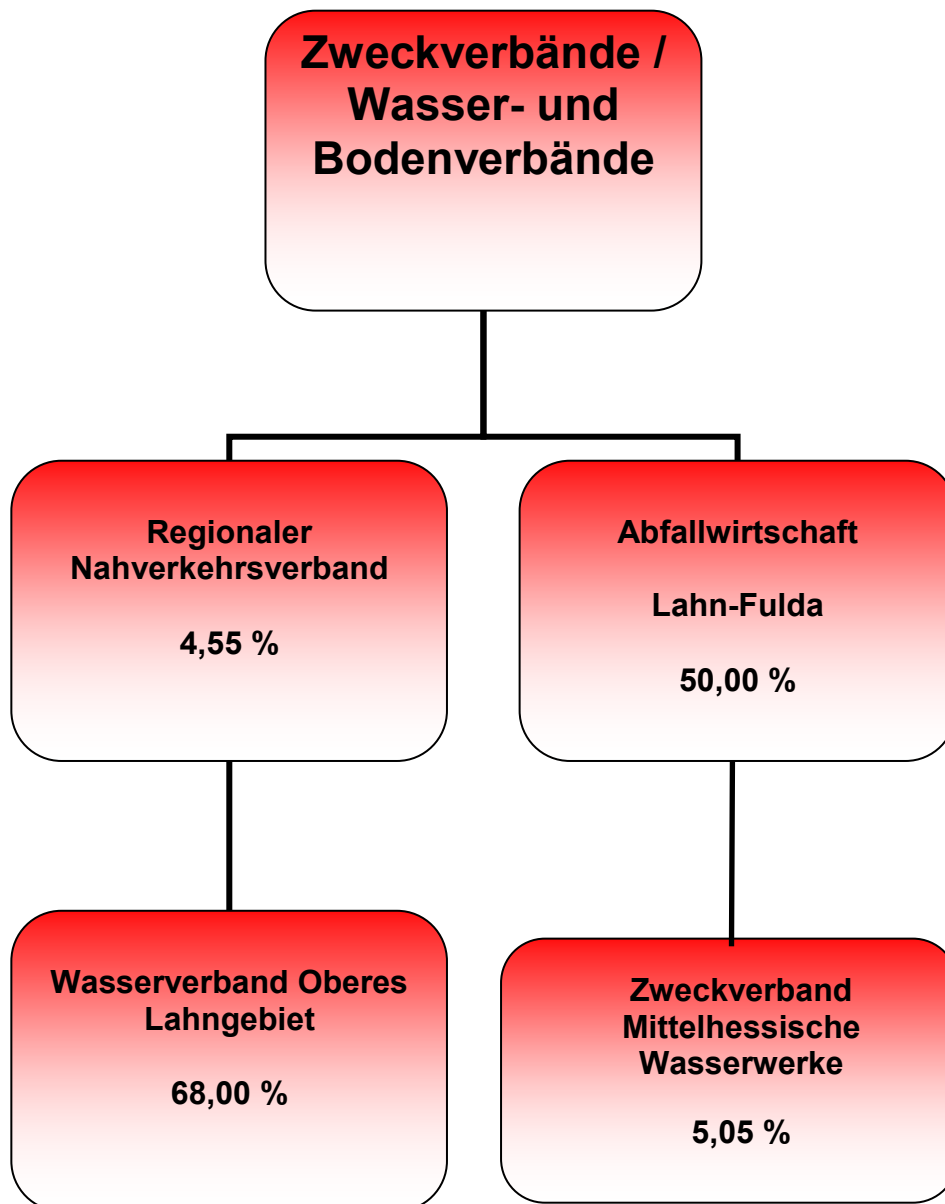 Zweckverbände /
Wasser- und
Bodenverbände
Regionaler
Nahverkehrsverband
4,55 %
Abfallwirtschaft
Lahn-Fulda
50,00 %
Wasserverband Oberes
Lahngebiet
68,00 %
Zweckverband
Mittelhessische
Wasserwerke
5,05 %